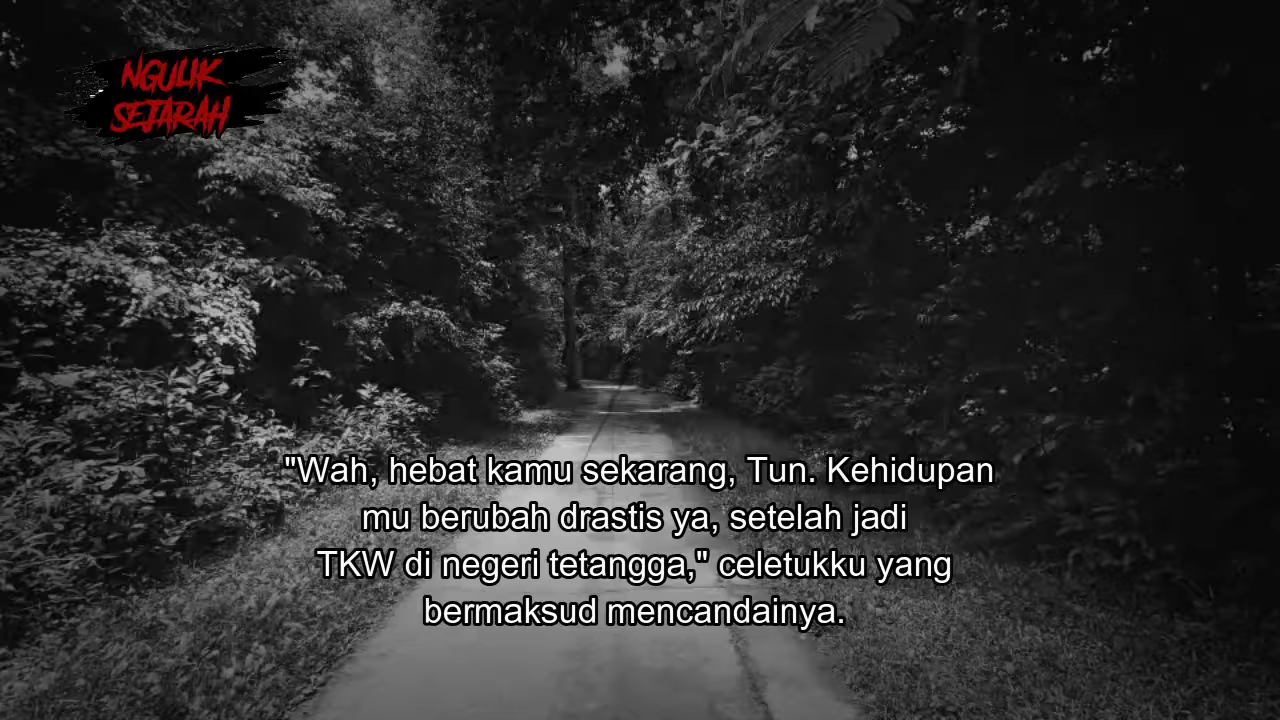 NGULIK
SEJARAH
"Wah, hebat kamu sekarang, Tun. Kehidupan
mu berubah drastis ya, setelah jadi
TKW di negeri tetangga," celetukku yang
bermaksud mencandainya.